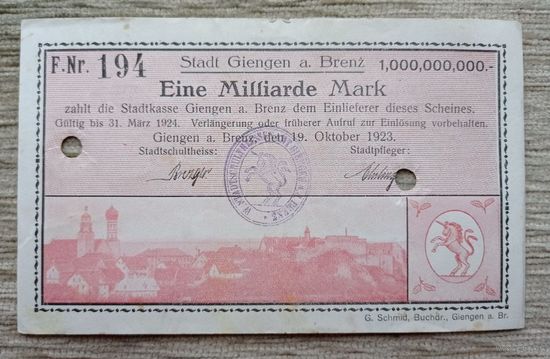 F.Nr. 194
Stadt Giengen a. Brenz
1,000,000,000.-
Eine Milliarde Mark
zahlt die Stadtkasse Giengen a. Brenz dem Einlieferer dieses Scheines.
Gültig bis 31. März 1924. Verlängerung oder früherer Aufruf zur Einlösung vorbehalten.
Giengen a. Brenz, den 19. Oktober 1923.
Stadtschultheiss:
Stadtpfleger:
G. Schmid, Buchdr., Giengen a. Br.